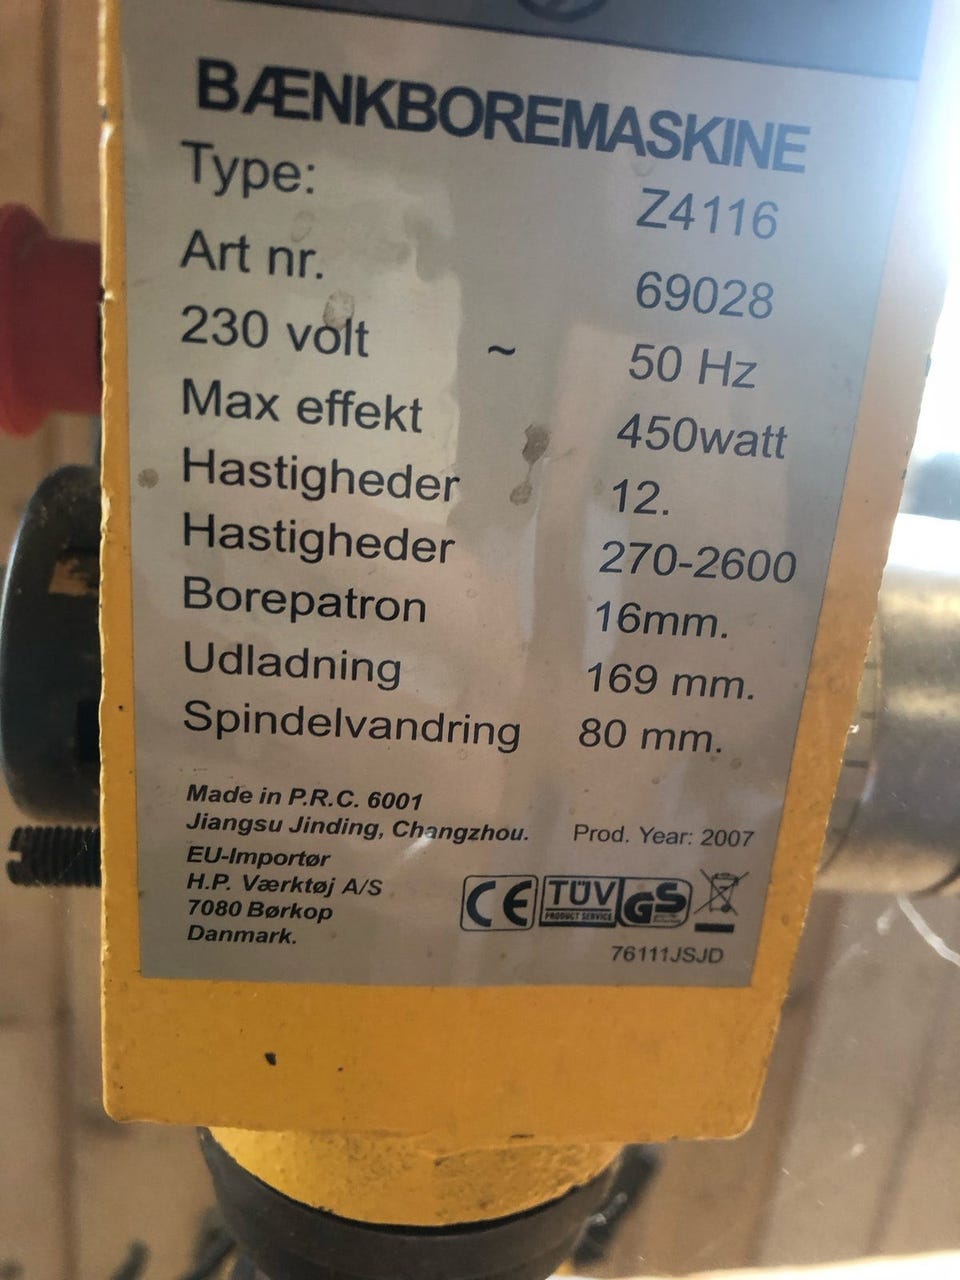 BÆNKBOREMASKINE
Type: Z4116
Art nr. 69028
230 volt ~ 50 Hz
Max effekt 450watt
Hastigheder 12.
Hastigheder 270-2600
Borepatron 16mm.
Udladning 169 mm.
Spindelvandring 80 mm.
Made in P.R.C. 6001
Jiangsu Jinding, Changzhou. Prod. Year: 2007
EU-Importør
H.P. Værktøj A/S
7080 Børkop
Danmark.
CE TÜV PRODUCT SERVICE GS
76111JSJD